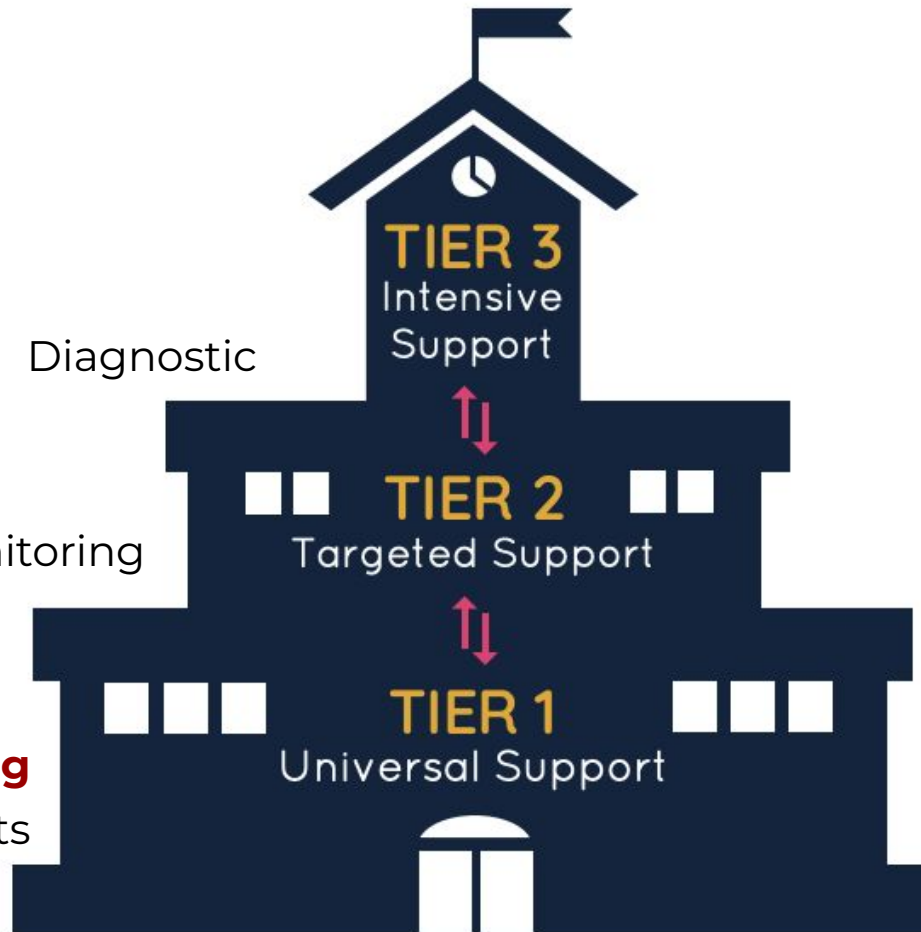 TIER 3
Intensive
Support
Diagnostic
TIER 2
Targeted Support
TIER 1
Universal Support